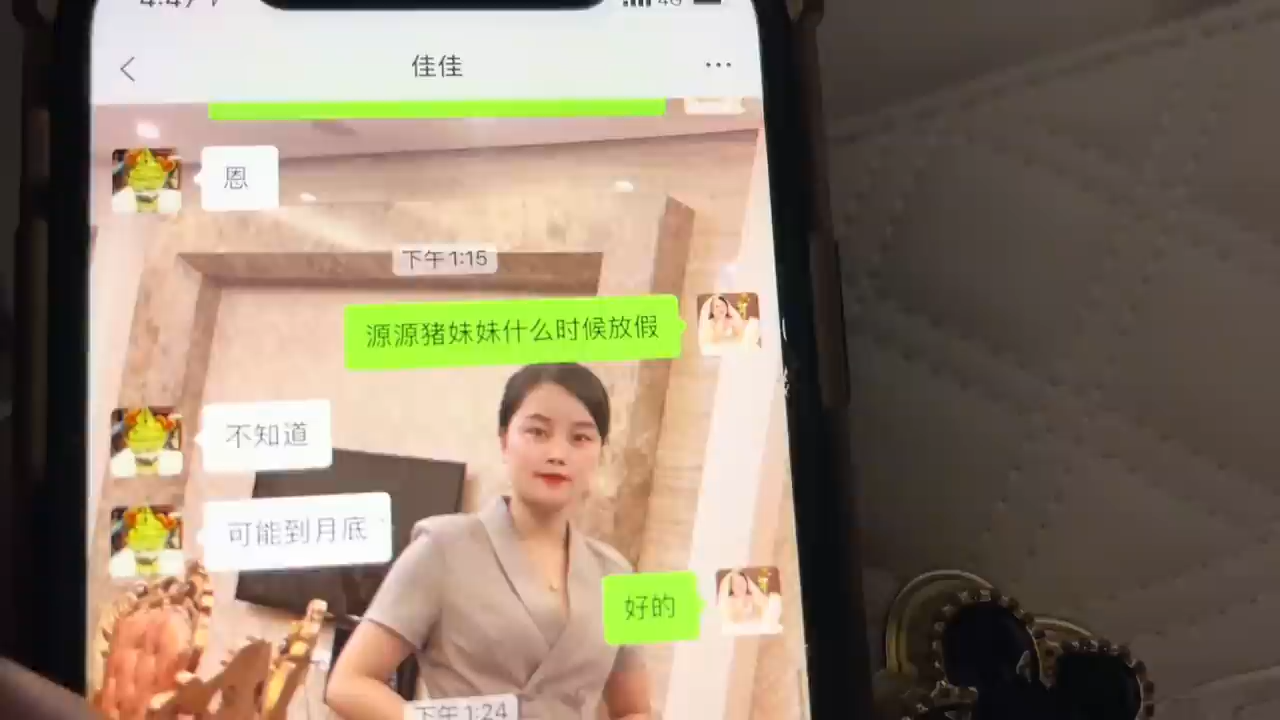 佳佳
恩
下午1:15
源源猪妹妹什么时候放假
不知道
可能到月底
好的
下午1:24